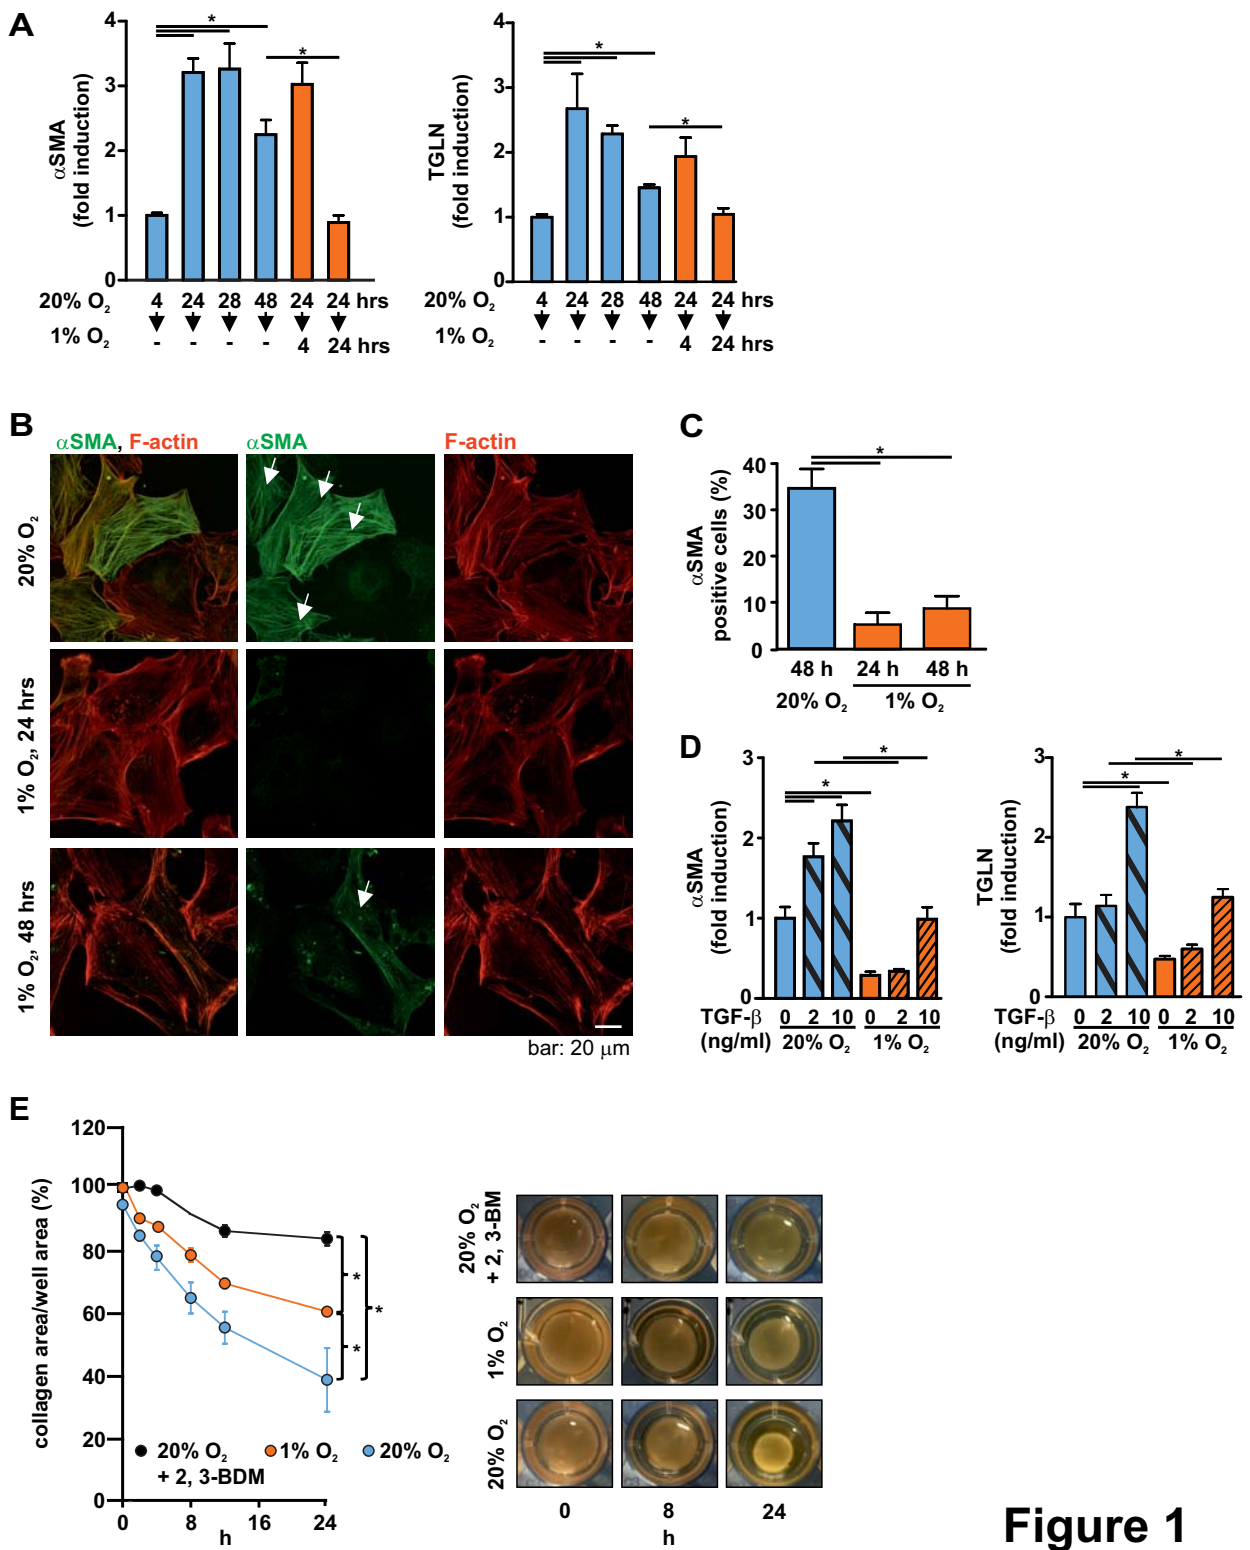 A
αSMA
(fold induction)
4
3
2
1
0
*
*
20% O2 4 24 28 48 24 24 hrs
1% O2 - - - - 4 24 hrs
TGLN
(fold induction)
4
3
2
1
0
*
*
20% O2 4 24 28 48 24 24 hrs
1% O2 - - - - 4 24 hrs
B
αSMA, F-actin αSMA F-actin
20% O2
1% O2, 24 hrs
1% O2, 48 hrs
bar: 20 μm
C
αSMA
positive cells (%)
40
30
20
10
0
*
48 h 24 h 48 h
20% O2 1% O2
D
αSMA
(fold induction)
3
2
1
0
*
*
TGF-β 0 2 10 0 2 10
(ng/ml) 20% O2 1% O2
TGLN
(fold induction)
3
2
1
0
*
*
TGF-β 0 2 10 0 2 10
(ng/ml) 20% O2 1% O2
E
collagen area/well area (%)
120
100
80
60
40
20
0
*
*
*
20% O2 1% O2 20% O2
+ 2, 3-BDM
0 8 16 24
h
20% O2
+ 2, 3-BM
1% O2
20% O2
0 8 24
h
Figure 1